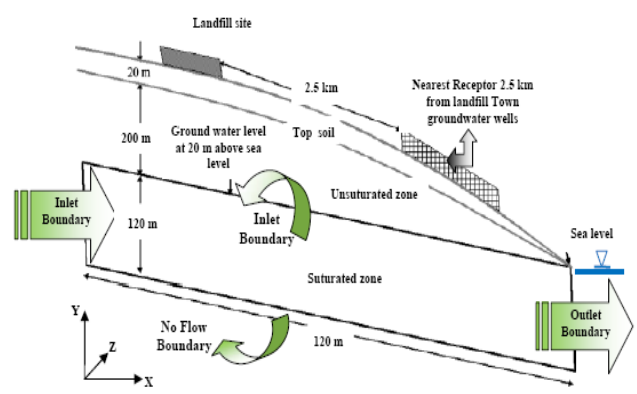 Landfill site
20 m
2.5 km
Nearest Receptor 2.5 km
from landfill Town
groundwater wells
200 m
Ground water level
at 20 m above sea
level
Top soil
Unsuturated zone
Inlet
Boundary
120 m
Inlet
Boundary
Sea level
Suturated zone
Outlet
Boundary
No Flow
Boundary
120 m
Y
Z
X